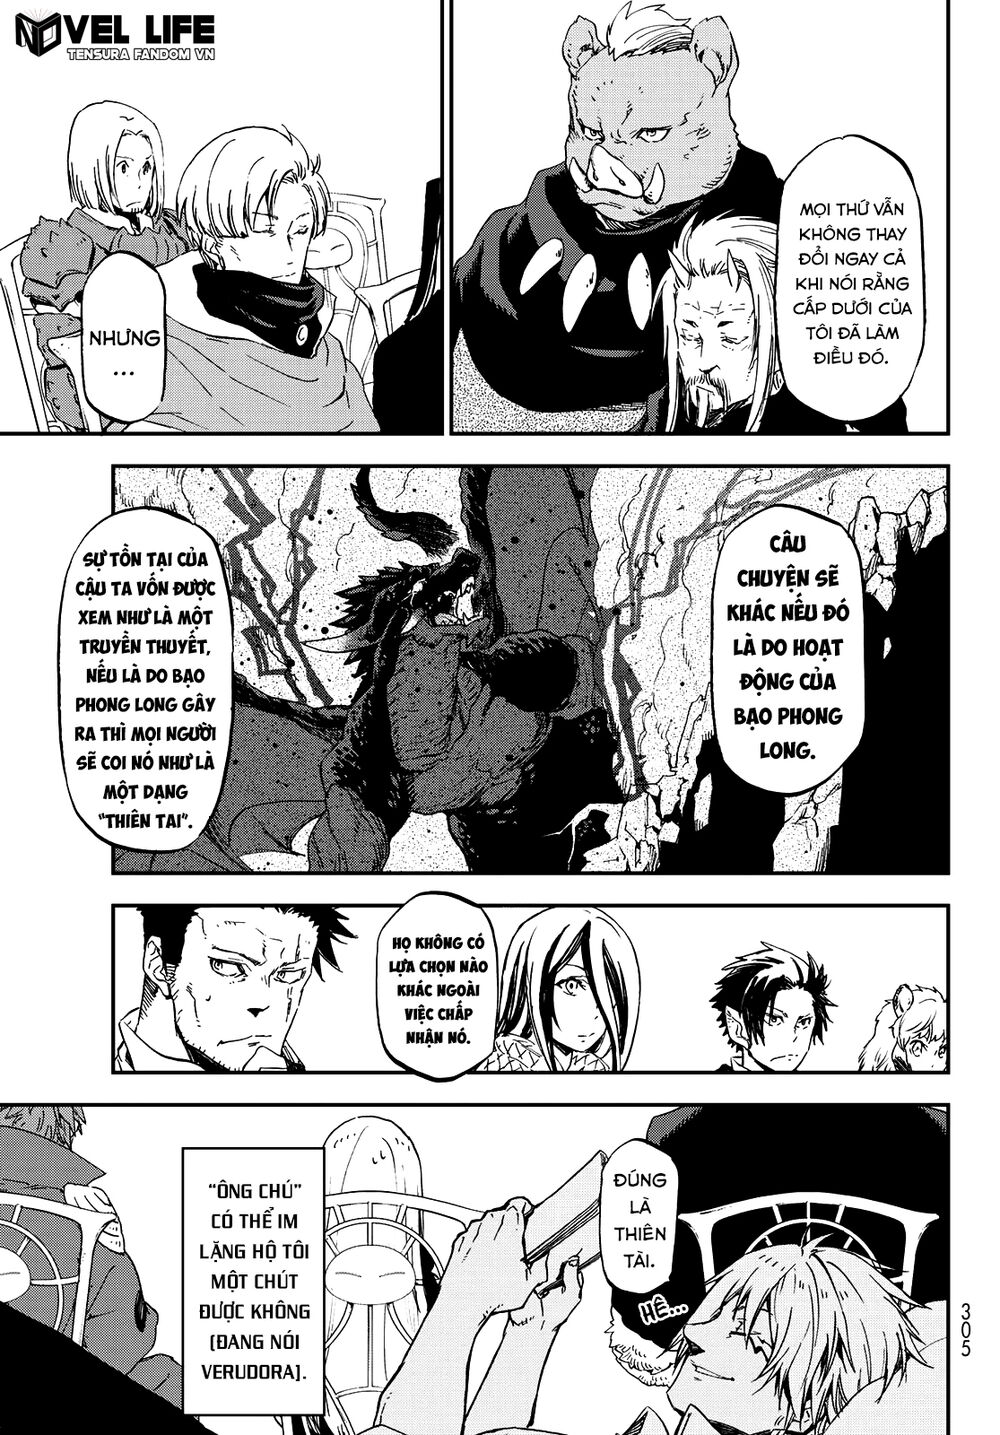 NOVEL LIFE
TENSURA FANDOM VN
MỌI THỨ VẪN
KHÔNG THAY
ĐỔI NGAY CẢ
KHI NÓI RẰNG
CẤP DƯỚI CỦA
TÔI ĐÃ LÀM
ĐIỀU ĐÓ.
NHƯNG
...
CÂU
CHUYỆN SẼ
KHÁC NẾU ĐÓ
LÀ DO HOẠT
ĐỘNG CỦA
BẠO PHONG
LONG.
SỰ TỒN TẠI CỦA
CẬU TA VỐN ĐƯỢC
XEM NHƯ LÀ MỘT
TRUYỀN THUYẾT,
NẾU LÀ DO BẠO
PHONG LONG GÂY
RA THÌ MỌI NGƯỜI
SẼ COI NÓ NHƯ LÀ
MỘT DẠNG
"THIÊN TAI".
HỌ KHÔNG CÓ
LỰA CHỌN NÀO
KHÁC NGOÀI
VIỆC CHẤP
NHẬN NÓ.
ĐÚNG
LÀ
THIÊN
TÀI.
HÊ...
"ÔNG CHÚ"
CÓ THỂ IM
LẶNG HỘ TÔI
MỘT CHÚT
ĐƯỢC KHÔNG
[ĐANG NÓI
VERUDORA].
305